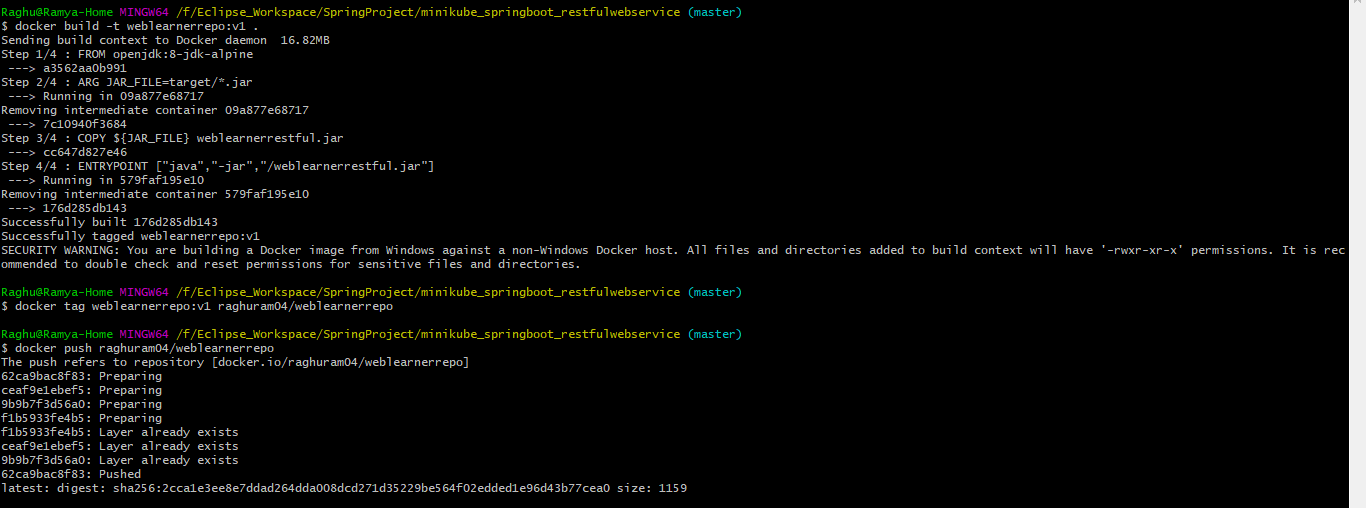 Raghu@Ramya-Home MINGW64 /f/Eclipse_Workspace/SpringProject/minikube_springboot_restfulwebservice (master)
$ docker build -t weblearnerrepo:v1 .
Sending build context to Docker daemon  16.82MB
Step 1/4 : FROM openjdk:8-jdk-alpine
 ---> a3562aa0b991
Step 2/4 : ARG JAR_FILE=target/*.jar
 ---> Running in 09a877e68717
Removing intermediate container 09a877e68717
 ---> 7c10940f3684
Step 3/4 : COPY ${JAR_FILE} weblearnerrestful.jar
 ---> cc647d827e46
Step 4/4 : ENTRYPOINT ["java","-jar","/weblearnerrestful.jar"]
 ---> Running in 579faf195e10
Removing intermediate container 579faf195e10
 ---> 176d285db143
Successfully built 176d285db143
Successfully tagged weblearnerrepo:v1
SECURITY WARNING: You are building a Docker image from Windows against a non-Windows Docker host. All files and directories added to build context will have '-rwxr-xr-x' permissions. It is rec
ommended to double check and reset permissions for sensitive files and directories.
Raghu@Ramya-Home MINGW64 /f/Eclipse_Workspace/SpringProject/minikube_springboot_restfulwebservice (master)
$ docker tag weblearnerrepo:v1 raghuram04/weblearnerrepo
Raghu@Ramya-Home MINGW64 /f/Eclipse_Workspace/SpringProject/minikube_springboot_restfulwebservice (master)
$ docker push raghuram04/weblearnerrepo
The push refers to repository [docker.io/raghuram04/weblearnerrepo]
62ca9bac8f83: Preparing
ceaf9e1ebef5: Preparing
9b9b7f3d56a0: Preparing
f1b5933fe4b5: Preparing
f1b5933fe4b5: Layer already exists
ceaf9e1ebef5: Layer already exists
9b9b7f3d56a0: Layer already exists
62ca9bac8f83: Pushed
latest: digest: sha256:2cca1e3ee8e7ddad264dda008dcd271d35229be564f02edded1e96d43b77cea0 size: 1159